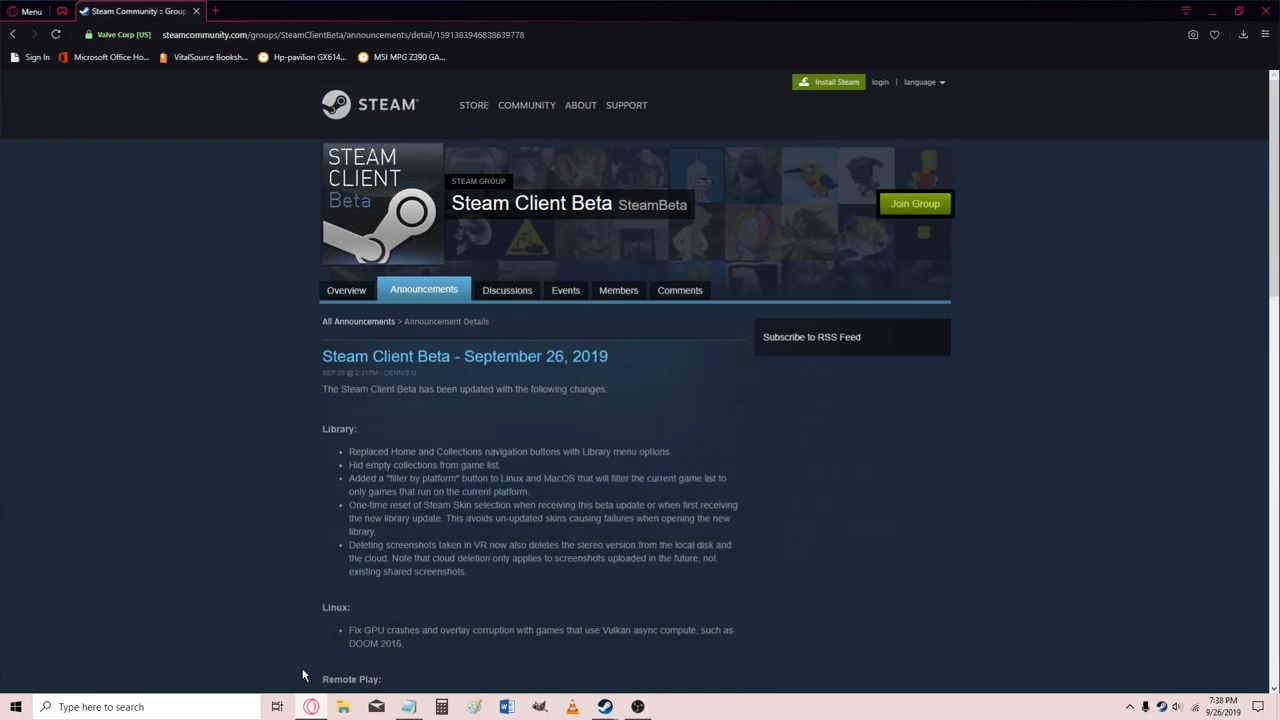 Menu
Steam Community :: Group
Valve Corp [US]
steamcommunity.com/groups/SteamClientBeta/announcements/detail/1591383946838639778
Sign In
Microsoft Office Ho...
VitalSource Booksh...
Hp-pavilion GX614...
MSI MPG Z390 GA...
Install Steam
login
|
language
STEAM
STORE
COMMUNITY
ABOUT
SUPPORT
STEAM
CLIENT
Beta
STEAM GROUP
Steam Client Beta SteamBeta
Join Group
Overview
Announcements
Discussions
Events
Members
Comments
All Announcements > Announcement Details
Subscribe to RSS Feed
Steam Client Beta - September 26, 2019
SEP 26 @ 2:31PM - DENNIS G
The Steam Client Beta has been updated with the following changes:
Library:
• Replaced Home and Collections navigation buttons with Library menu options.
• Hid empty collections from game list.
• Added a "filter by platform" button to Linux and MacOS that will filter the current game list to
only games that run on the current platform.
• One-time reset of Steam Skin selection when receiving this beta update or when first receiving
the new library update. This avoids un-updated skins causing failures when opening the new
library.
• Deleting screenshots taken in VR now also deletes the stereo version from the local disk and
the cloud. Note that cloud deletion only applies to screenshots uploaded in the future, not
existing shared screenshots.
Linux:
• Fix GPU crashes and overlay corruption with games that use Vulkan async compute, such as
DOOM 2016.
Remote Play:
Type here to search
7:38 PM
9/26/2019